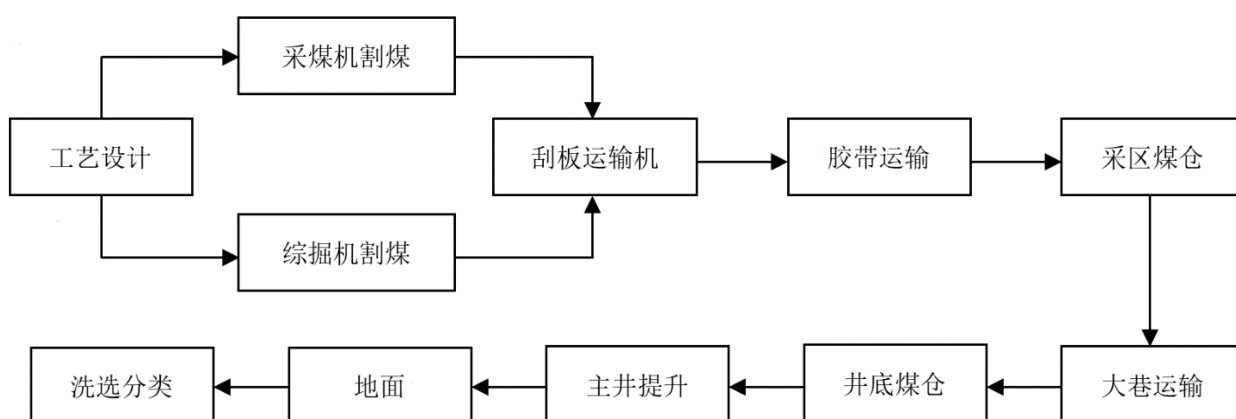 采煤机割煤
工艺设计
刮板运输机
胶带运输
采区煤仓
综掘机割煤
洗选分类
地面
主井提升
井底煤仓
大巷运输